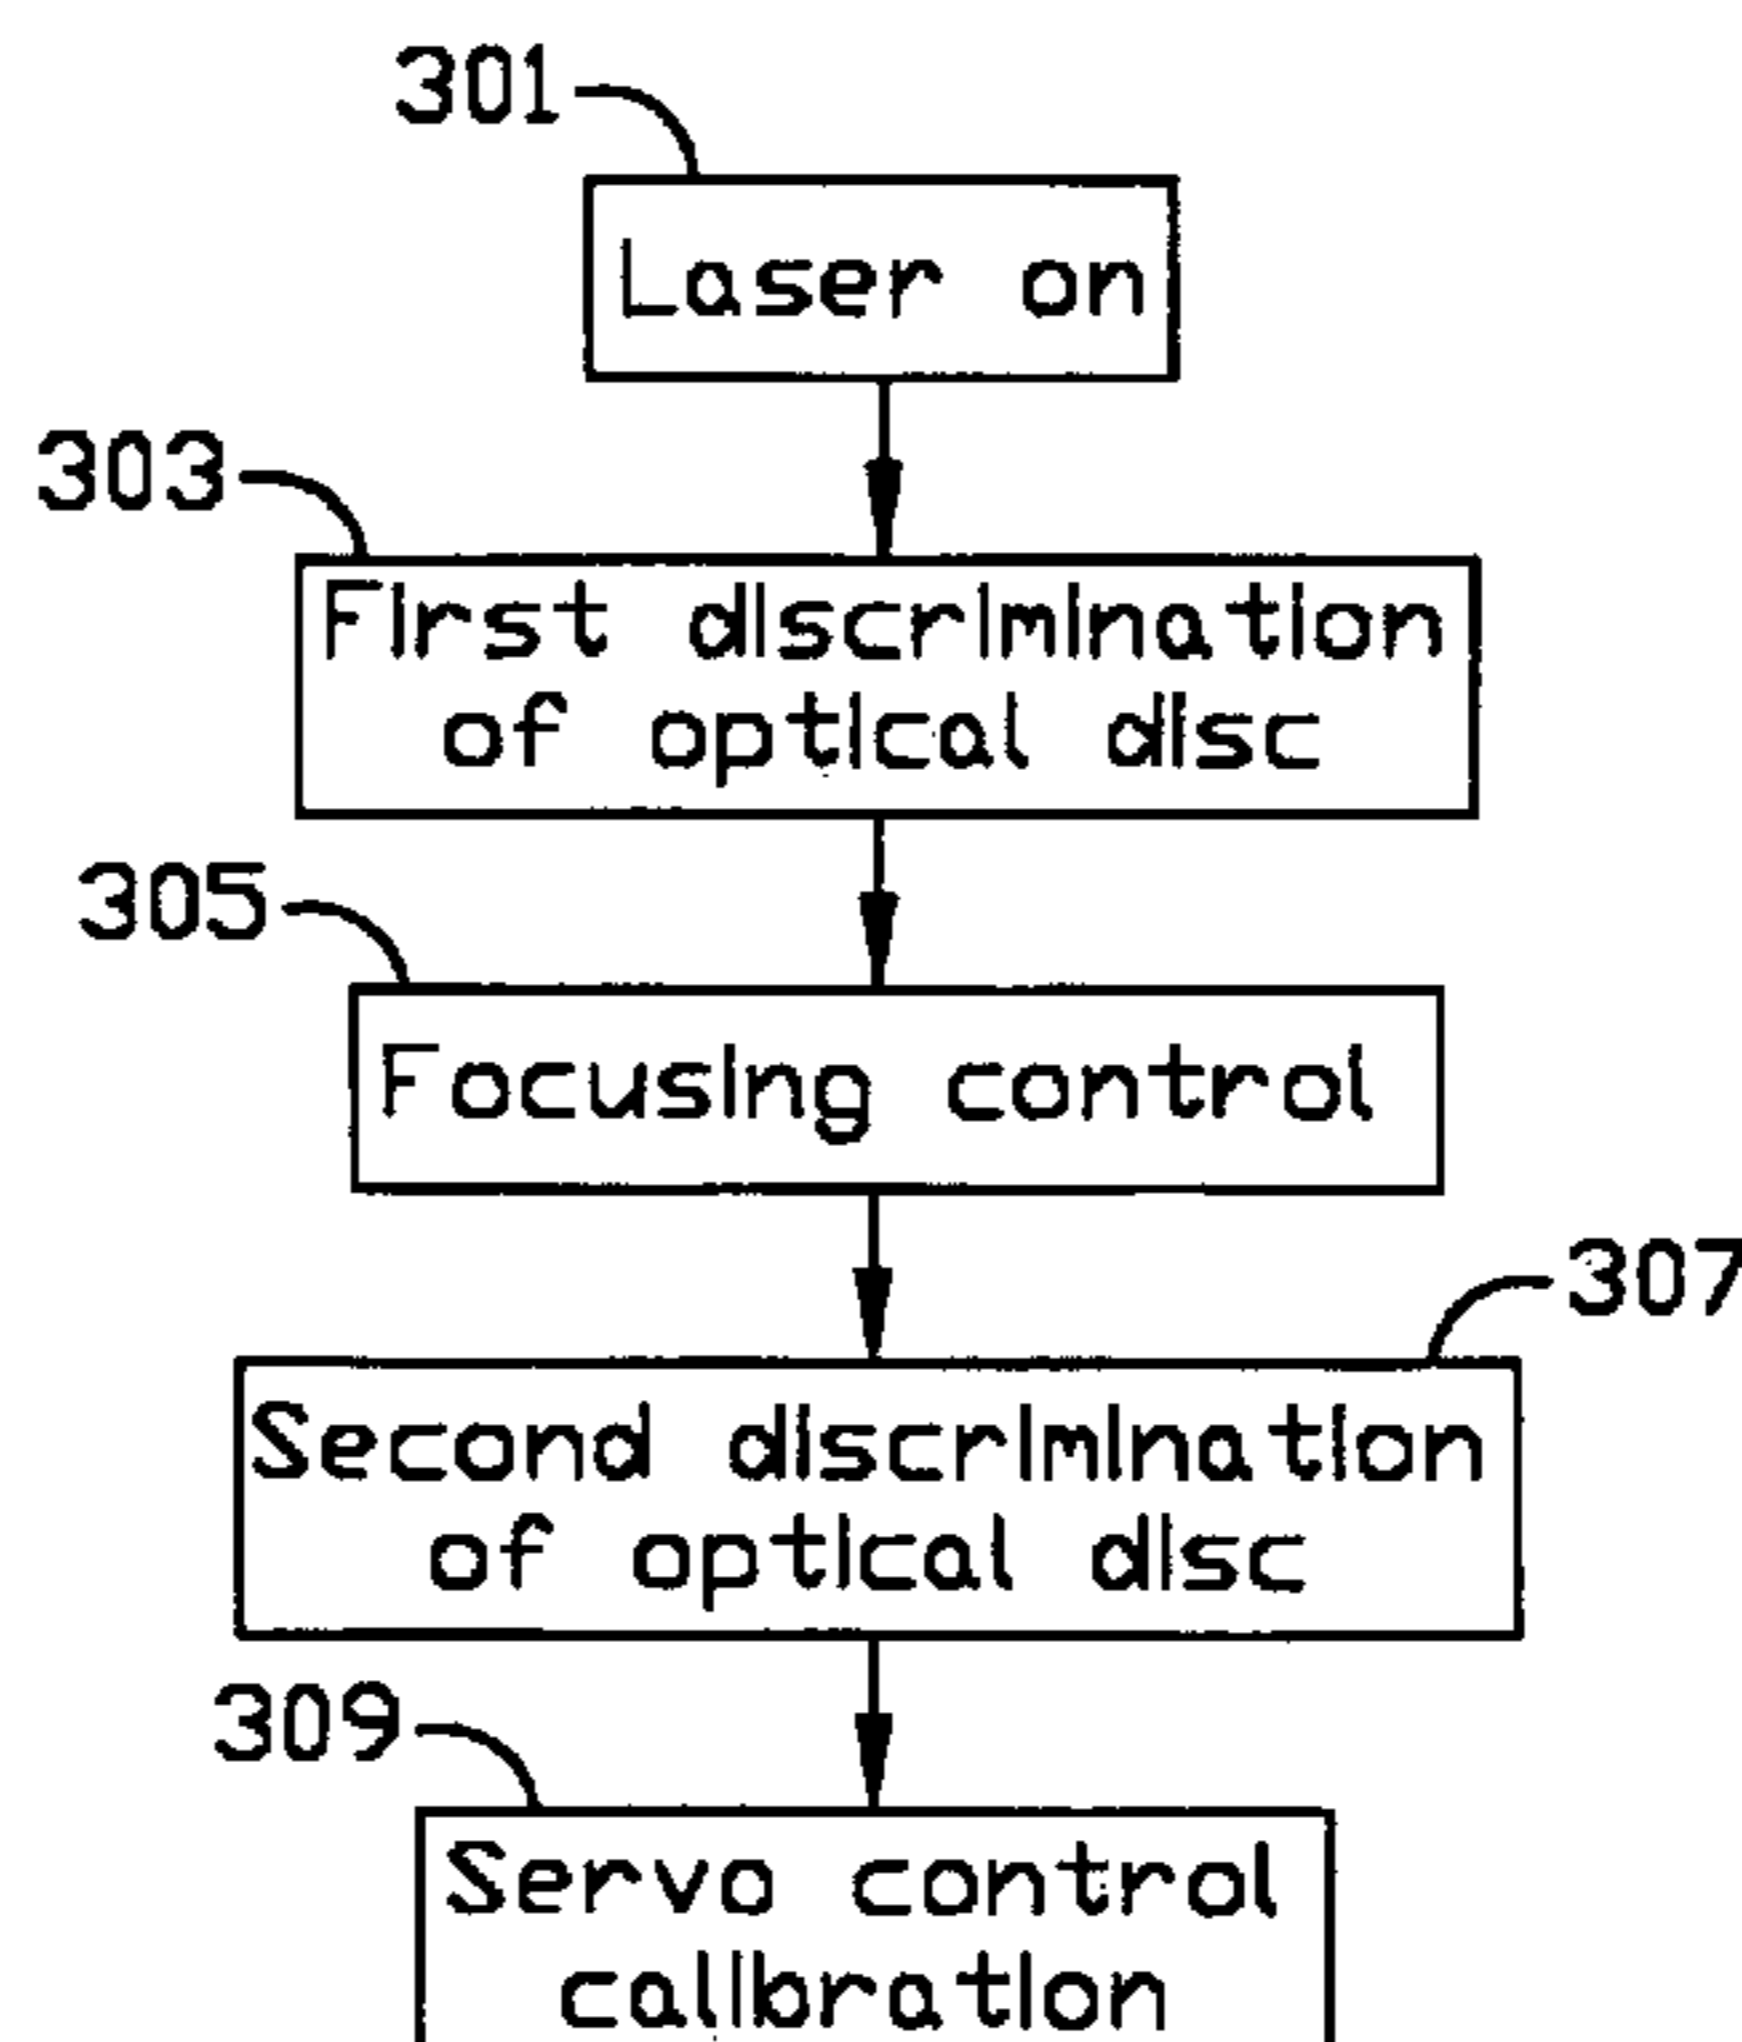 301
Laser on
303
First discrimination
of optical disc
305
Focusing control
307
Second discrimination
of optical disc
309
Servo control
calibration